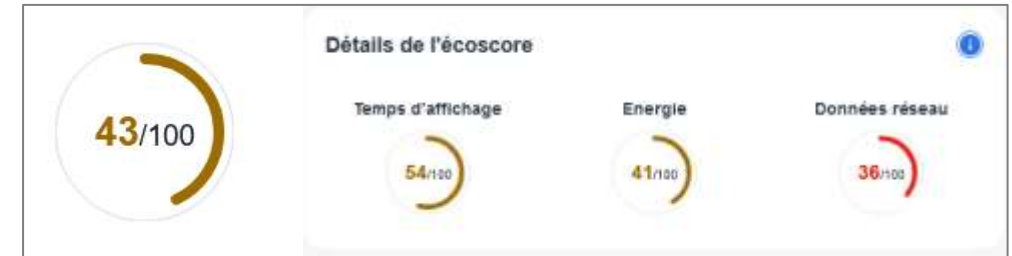 43/100
Détails de l'écoscore
Temps d'affichage
54/100
Energie
41/100
Données réseau
36/100